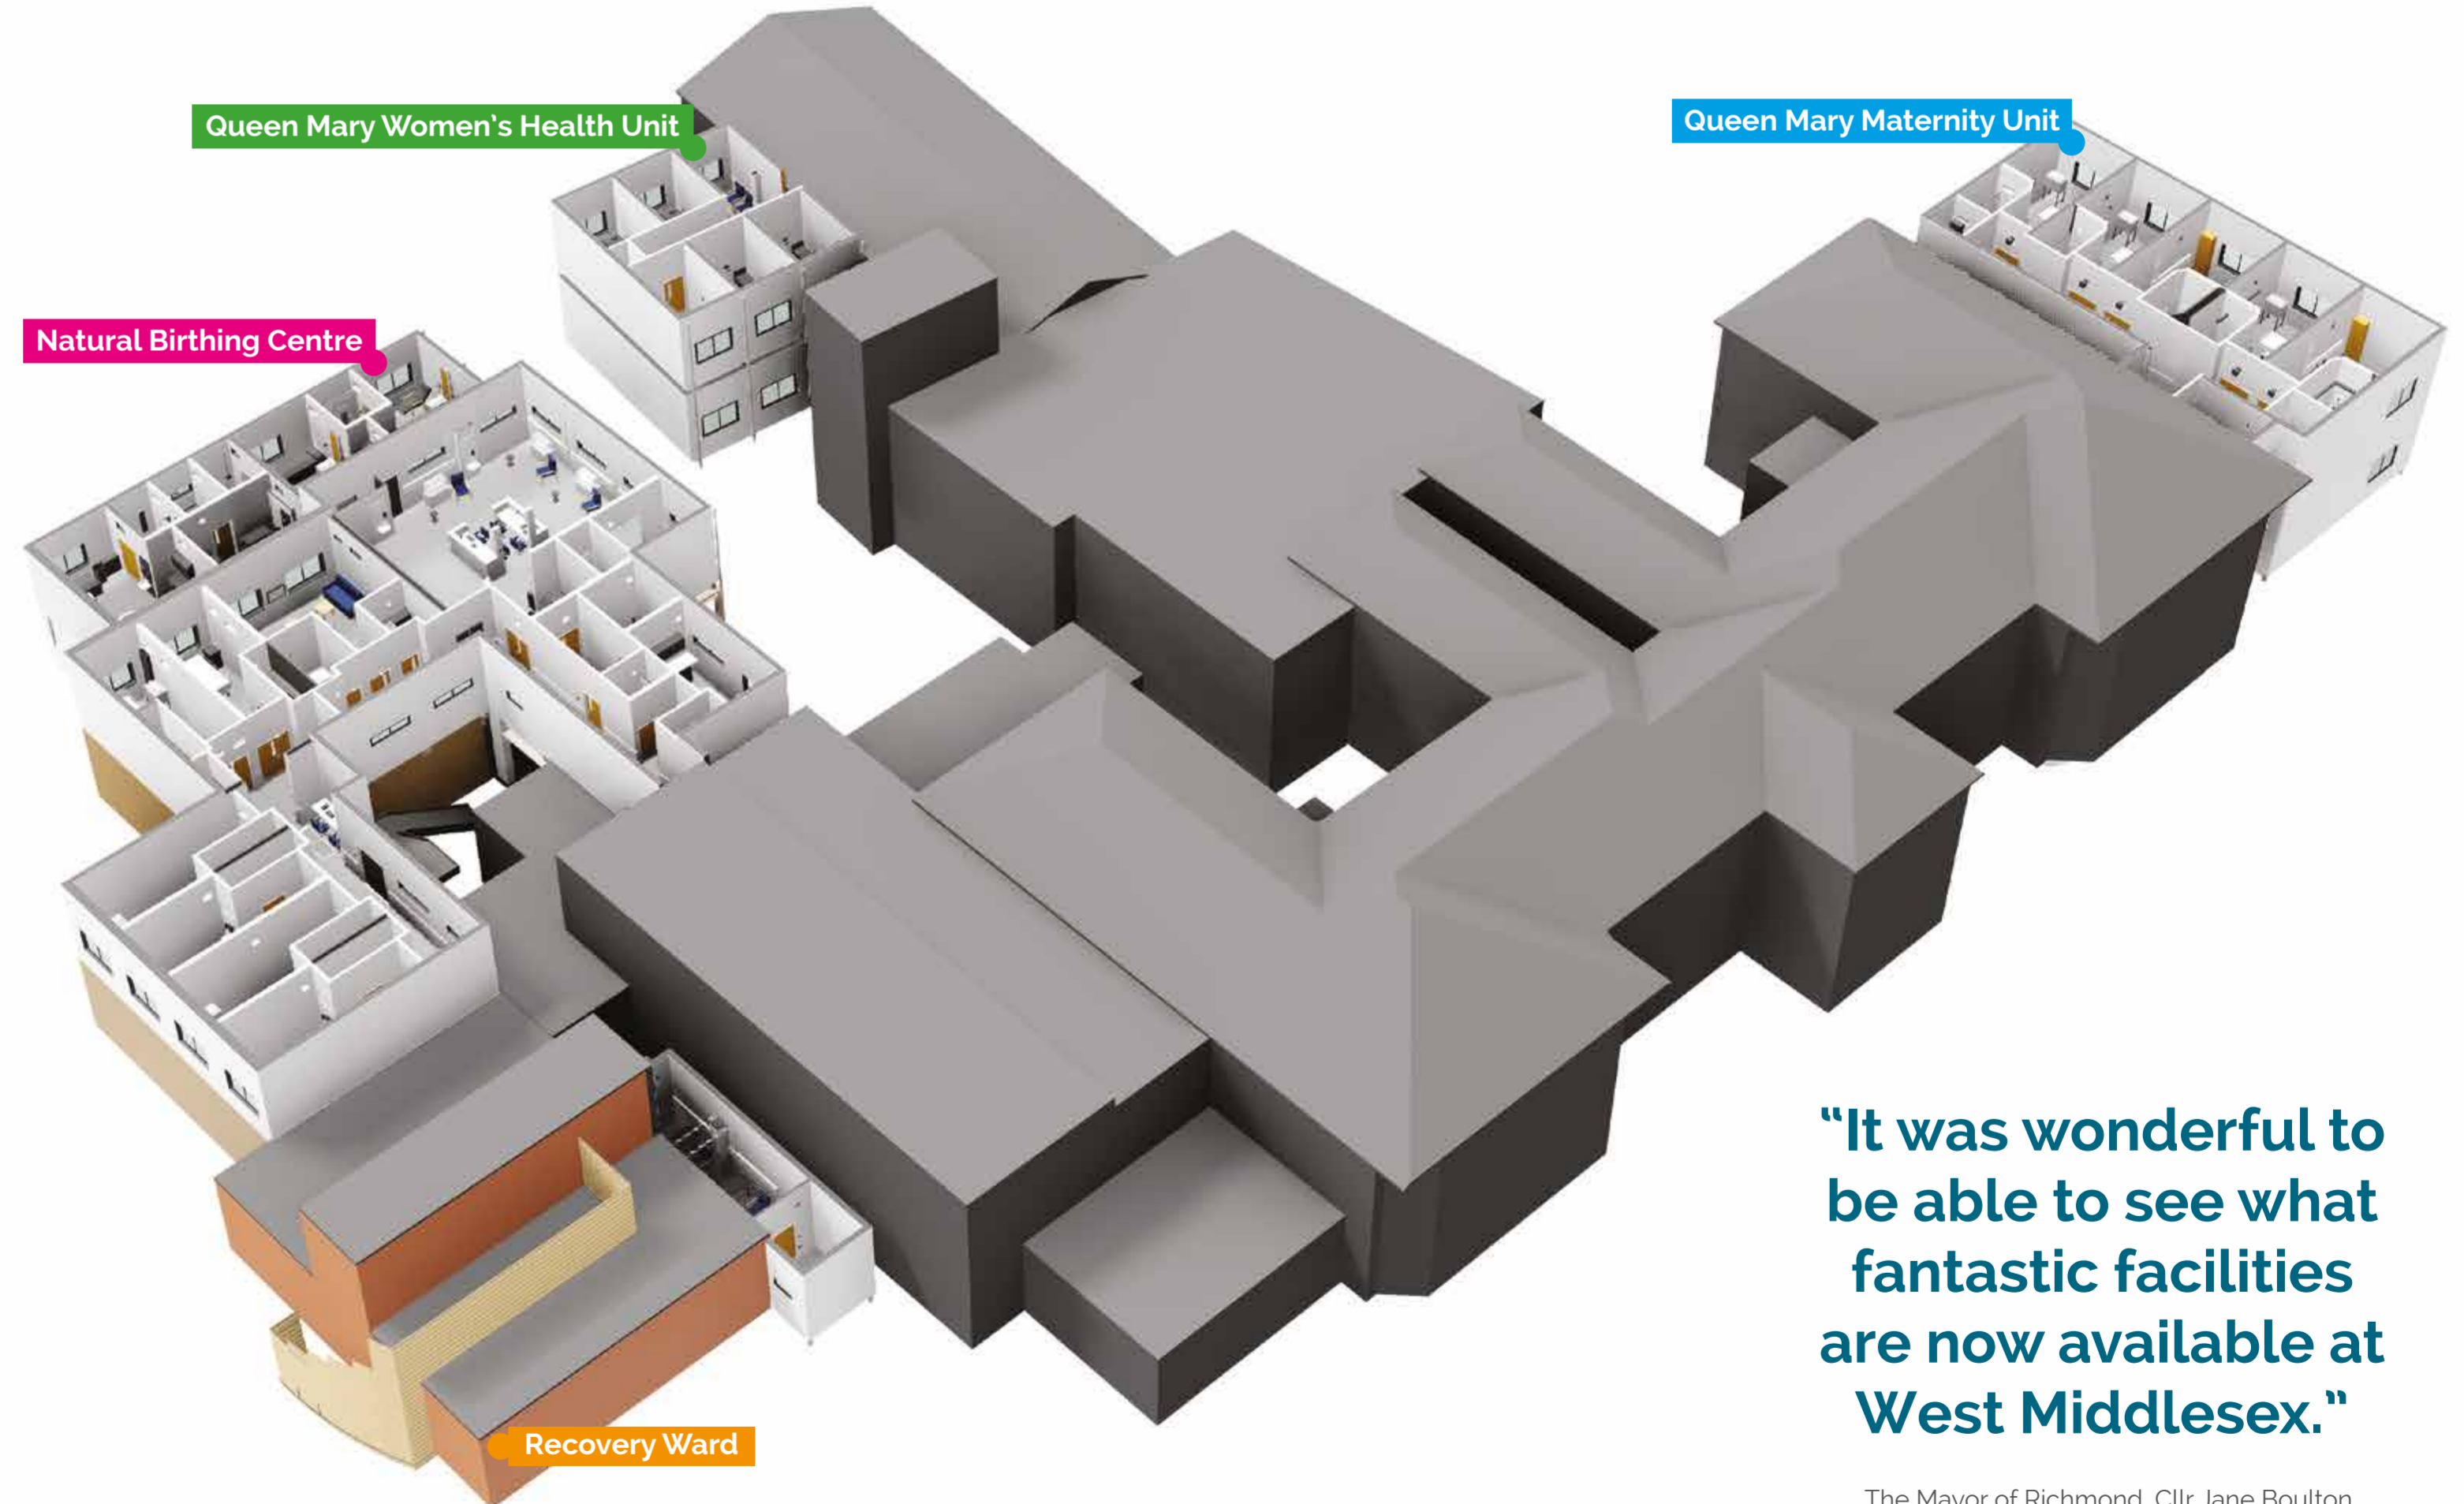 Queen Mary Women's Health Unit
Queen Mary Maternity Unit
Natural Birthing Centre
Recovery Ward
“It was wonderful to
be able to see what
fantastic facilities
are now available at
West Middlesex.”
The Mayor of Richmond, Cllr Jane Boulton